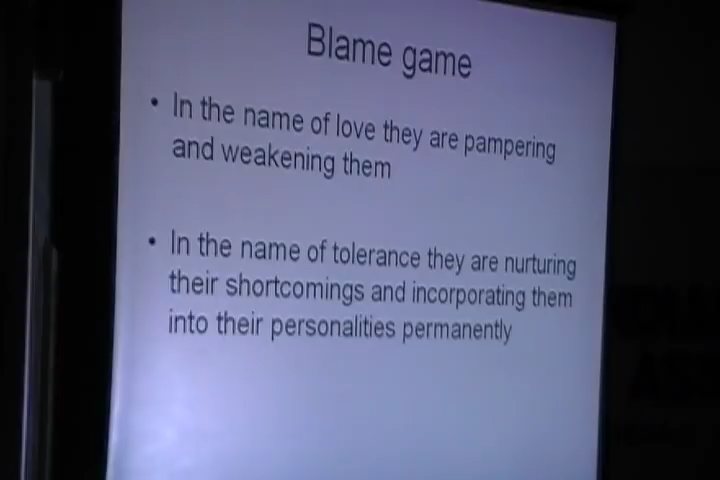 Blame game
• In the name of love they are pampering
and weakening them
• In the name of tolerance they are nurturing
their shortcomings and incorporating them
into their personalities permanently